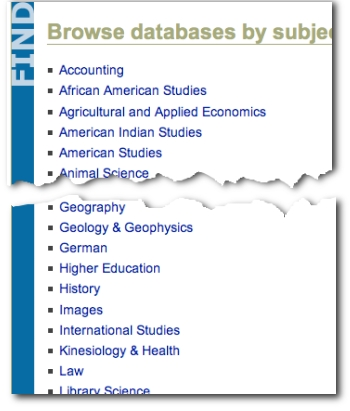 FIND
Browse databases by subje
Accounting
African American Studies
Agricultural and Applied Economics
American Indian Studies
American Studies
Animal Science
Geography
Geology & Geophysics
German
Higher Education
History
Images
International Studies
Kinesiology & Health
Law
Library Science